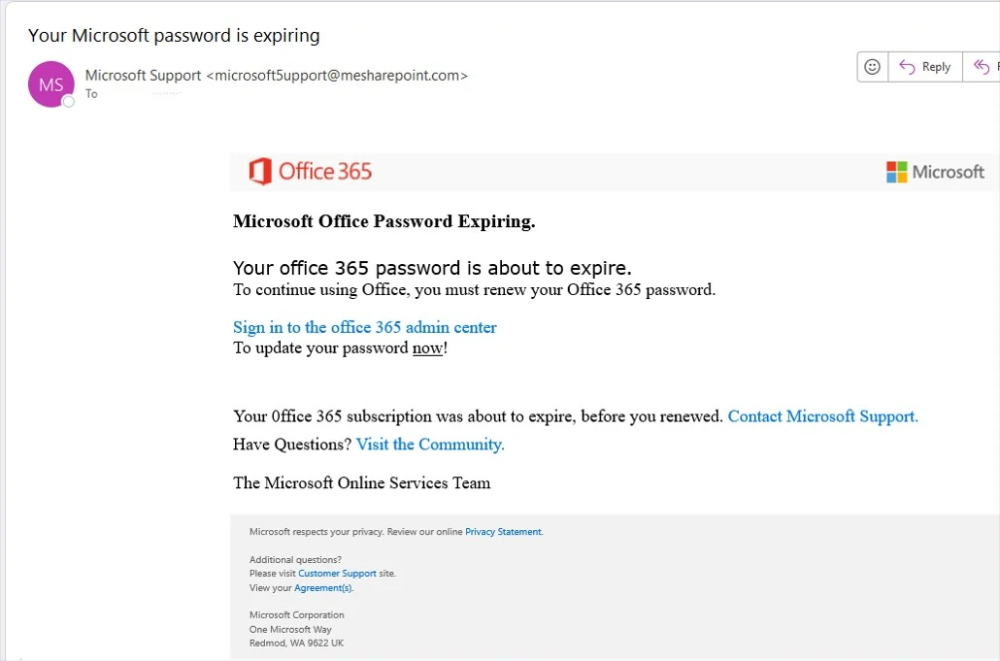 Your Microsoft password is expiring
MS
Microsoft Support <microsoft5upport@mesharepoint.com>
To
Reply
Office 365
Microsoft
Microsoft Office Password Expiring.
Your office 365 password is about to expire.
To continue using Office, you must renew your Office 365 password.
Sign in to the office 365 admin center
To update your password now!
Your 0ffice 365 subscription was about to expire, before you renewed. Contact Microsoft Support.
Have Questions? Visit the Community.
The Microsoft Online Services Team
Microsoft respects your privacy. Review our online Privacy Statement.
Additional questions?
Please visit Customer Support site.
View your Agreement(s).
Microsoft Corporation
One Microsoft Way
Redmod, WA 9622 UK